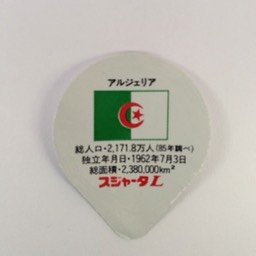 アルジェリア
総人口・2,171.8万人(85年調べ)
独立年月日・1962年7月3日
総面積・2,380,000km²
スジャータL